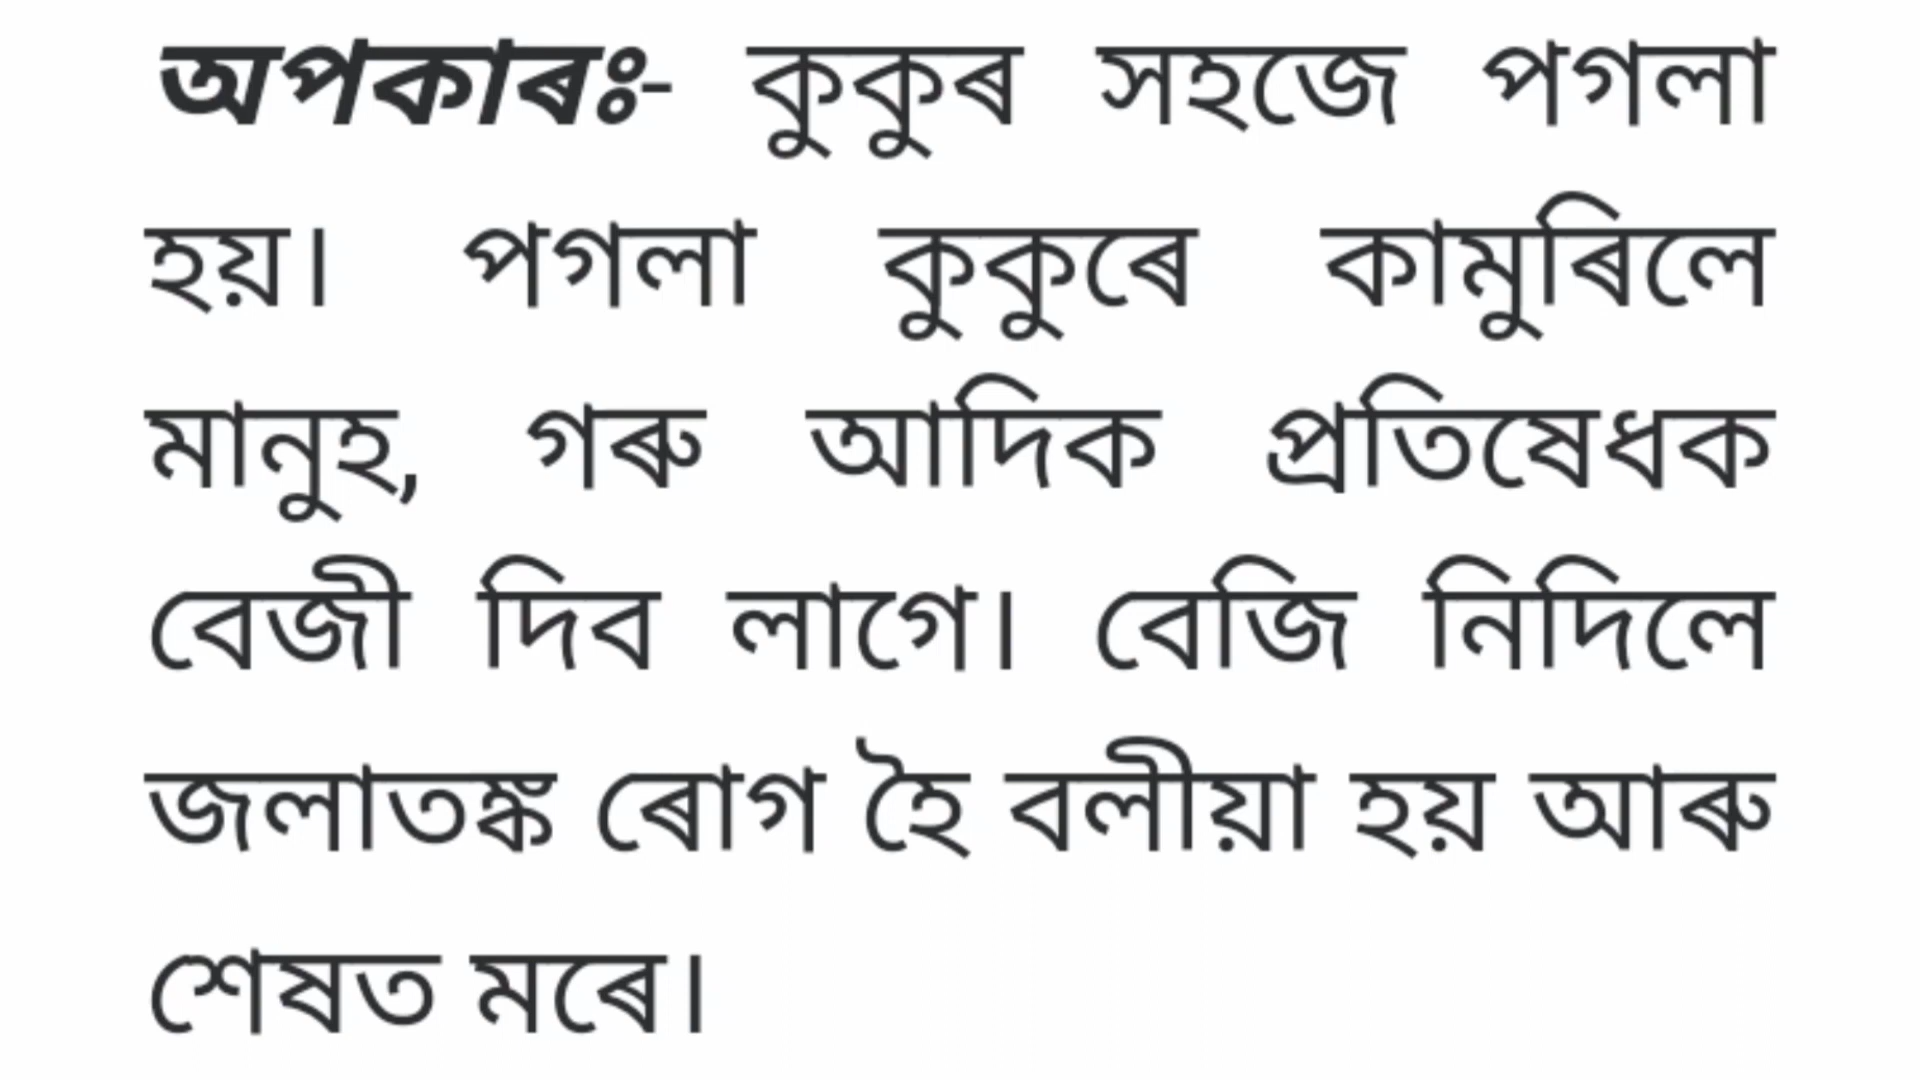 অপকাৰঃ- কুকুৰ সহজে পগলা
হয়। পগলা কুকুৰে কামুৰিলে
মানুহ, গৰু আদিক প্ৰতিষেধক
বেজী দিব লাগে। বেজি নিদিলে
জলাতঙ্ক ৰোগ হৈ বলীয়া হয় আৰু
শেষত মৰে।